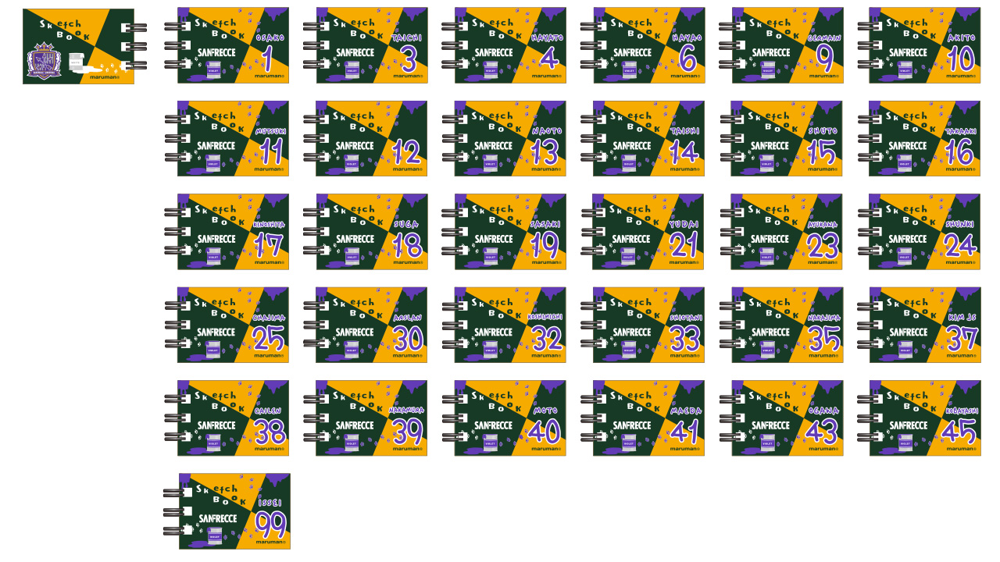 Sketch
BOOK
WHITE
maruman
Sketch
BOOK
OSAKO
SANFRECCE
1
VIOLET
maruman
Sketch
BOOK
TAICHI
SANFRECCE
3
VIOLET
maruman
Sketch
BOOK
HAYATO
SANFRECCE
4
VIOLET
maruman
Sketch
BOOK
HAYAO
SANFRECCE
6
VIOLET
maruman
Sketch
BOOK
GERMAIN
SANFRECCE
9
VIOLET
maruman
Sketch
BOOK
AKITO
SANFRECCE
10
VIOLET
maruman
Sketch
BOOK
MUTSUKI
SANFRECCE
11
VIOLET
maruman
Sketch
BOOK
SANFRECCE
12
VIOLET
maruman
Sketch
BOOK
NAOTO
SANFRECCE
13
VIOLET
maruman
Sketch
BOOK
TAISHI
SANFRECCE
14
VIOLET
maruman
Sketch
BOOK
SHUTO
SANFRECCE
15
VIOLET
maruman
Sketch
BOOK
TAKAAKI
SANFRECCE
16
VIOLET
maruman
Sketch
BOOK
KINOSHITA
SANFRECCE
17
VIOLET
maruman
Sketch
BOOK
SUGA
SANFRECCE
18
VIOLET
maruman
Sketch
BOOK
SASAKI
SANFRECCE
19
VIOLET
maruman
Sketch
BOOK
YUDAI
SANFRECCE
21
VIOLET
maruman
Sketch
BOOK
AYUKAWA
SANFRECCE
23
VIOLET
maruman
Sketch
BOOK
SHUNKI
SANFRECCE
24
VIOLET
maruman
Sketch
BOOK
CHAJIMA
SANFRECCE
25
VIOLET
maruman
Sketch
BOOK
ARSLAN
SANFRECCE
30
VIOLET
maruman
Sketch
BOOK
KOSHIMICHI
SANFRECCE
32
VIOLET
maruman
Sketch
BOOK
SHIOTANI
SANFRECCE
33
VIOLET
maruman
Sketch
BOOK
NAKAJIMA
SANFRECCE
35
VIOLET
maruman
Sketch
BOOK
KIM JS
SANFRECCE
37
VIOLET
maruman
Sketch
BOOK
CAILEN
SANFRECCE
38
VIOLET
maruman
Sketch
BOOK
NAKAMURA
SANFRECCE
39
VIOLET
maruman
Sketch
BOOK
MOTO
SANFRECCE
40
VIOLET
maruman
Sketch
BOOK
MAEDA
SANFRECCE
41
VIOLET
maruman
Sketch
BOOK
OGAWA
SANFRECCE
43
VIOLET
maruman
Sketch
BOOK
KOBAYASHI
SANFRECCE
45
VIOLET
maruman
Sketch
BOOK
ISSEI
SANFRECCE
99
VIOLET
maruman